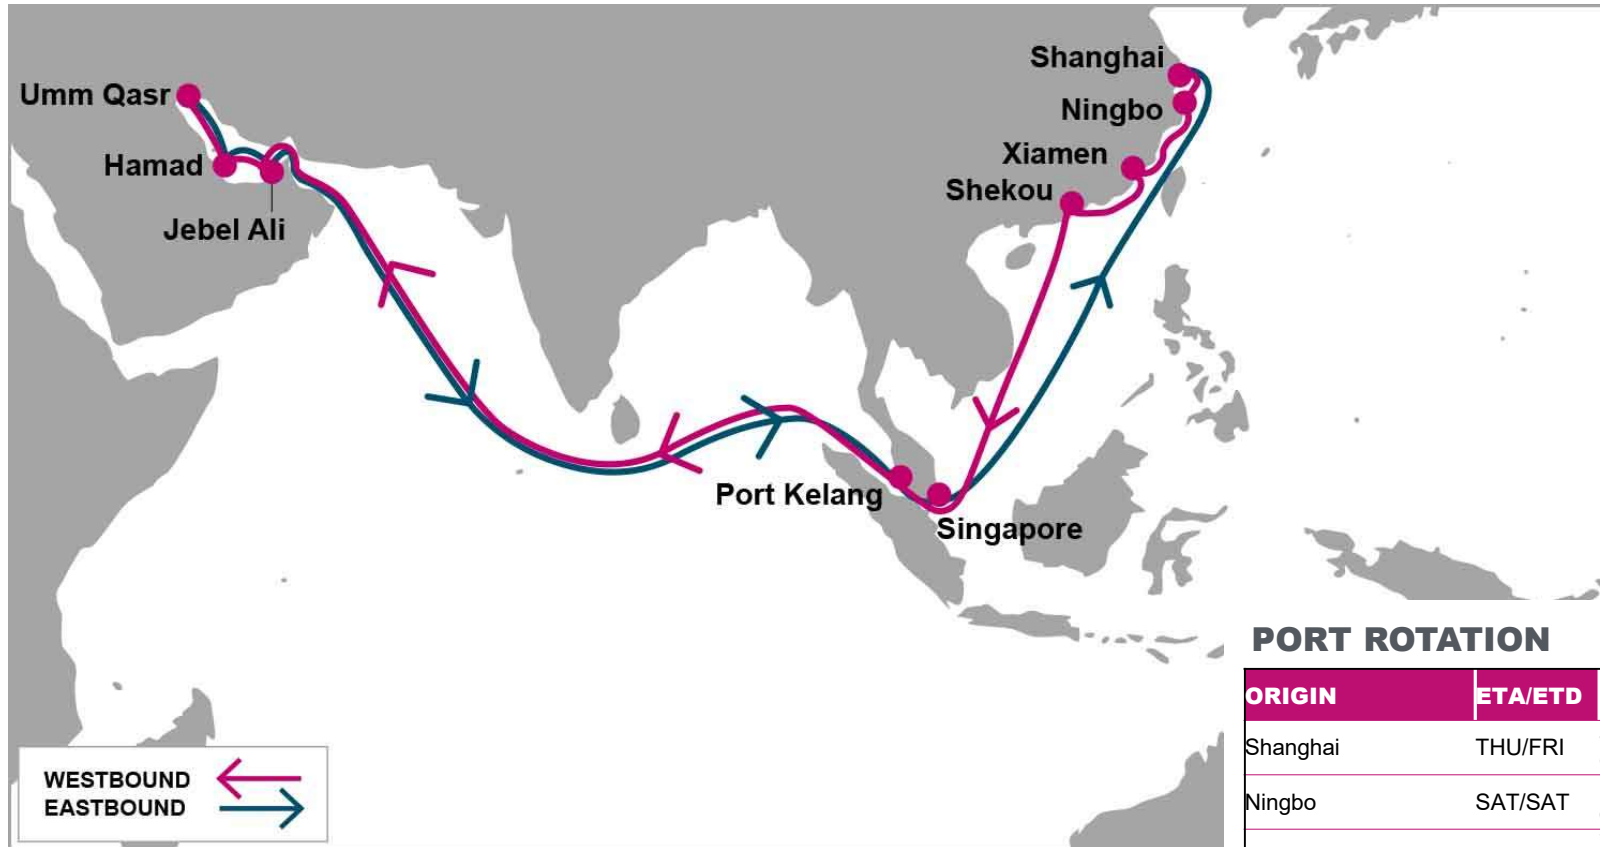 Shanghai
Umm Qasr
Ningbo
Xiamen
Hamad
Shekou
Jebel Ali
Port Kelang
Singapore
WESTBOUND
EASTBOUND
PORT ROTATION
ORIGIN ETA/ETD
Shanghai THU/FRI
Ningbo SAT/SAT